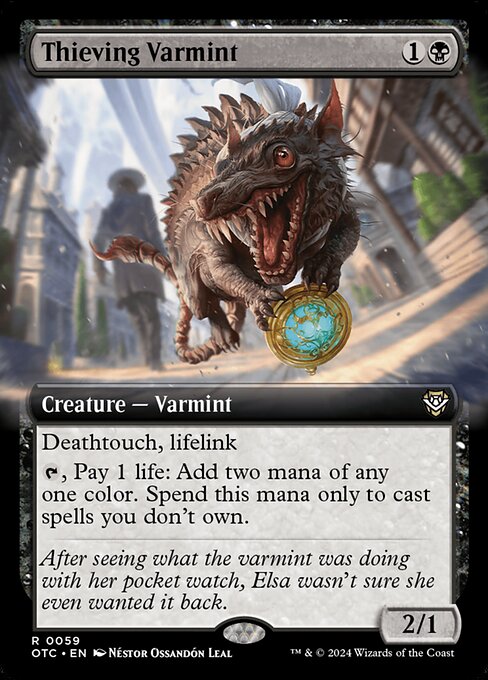 Thieving Varmint 1
Creature — Varmint
Deathtouch, lifelink
, Pay 1 life: Add two mana of any
one color. Spend this mana only to cast
spells you don't own.
After seeing what the varmint was doing
with her pocket watch, Elsa wasn't sure she
even wanted it back.
2/1
R 0059
OTC • EN Néstor Ossandón Leal
™ & © 2024 Wizards of the Coast